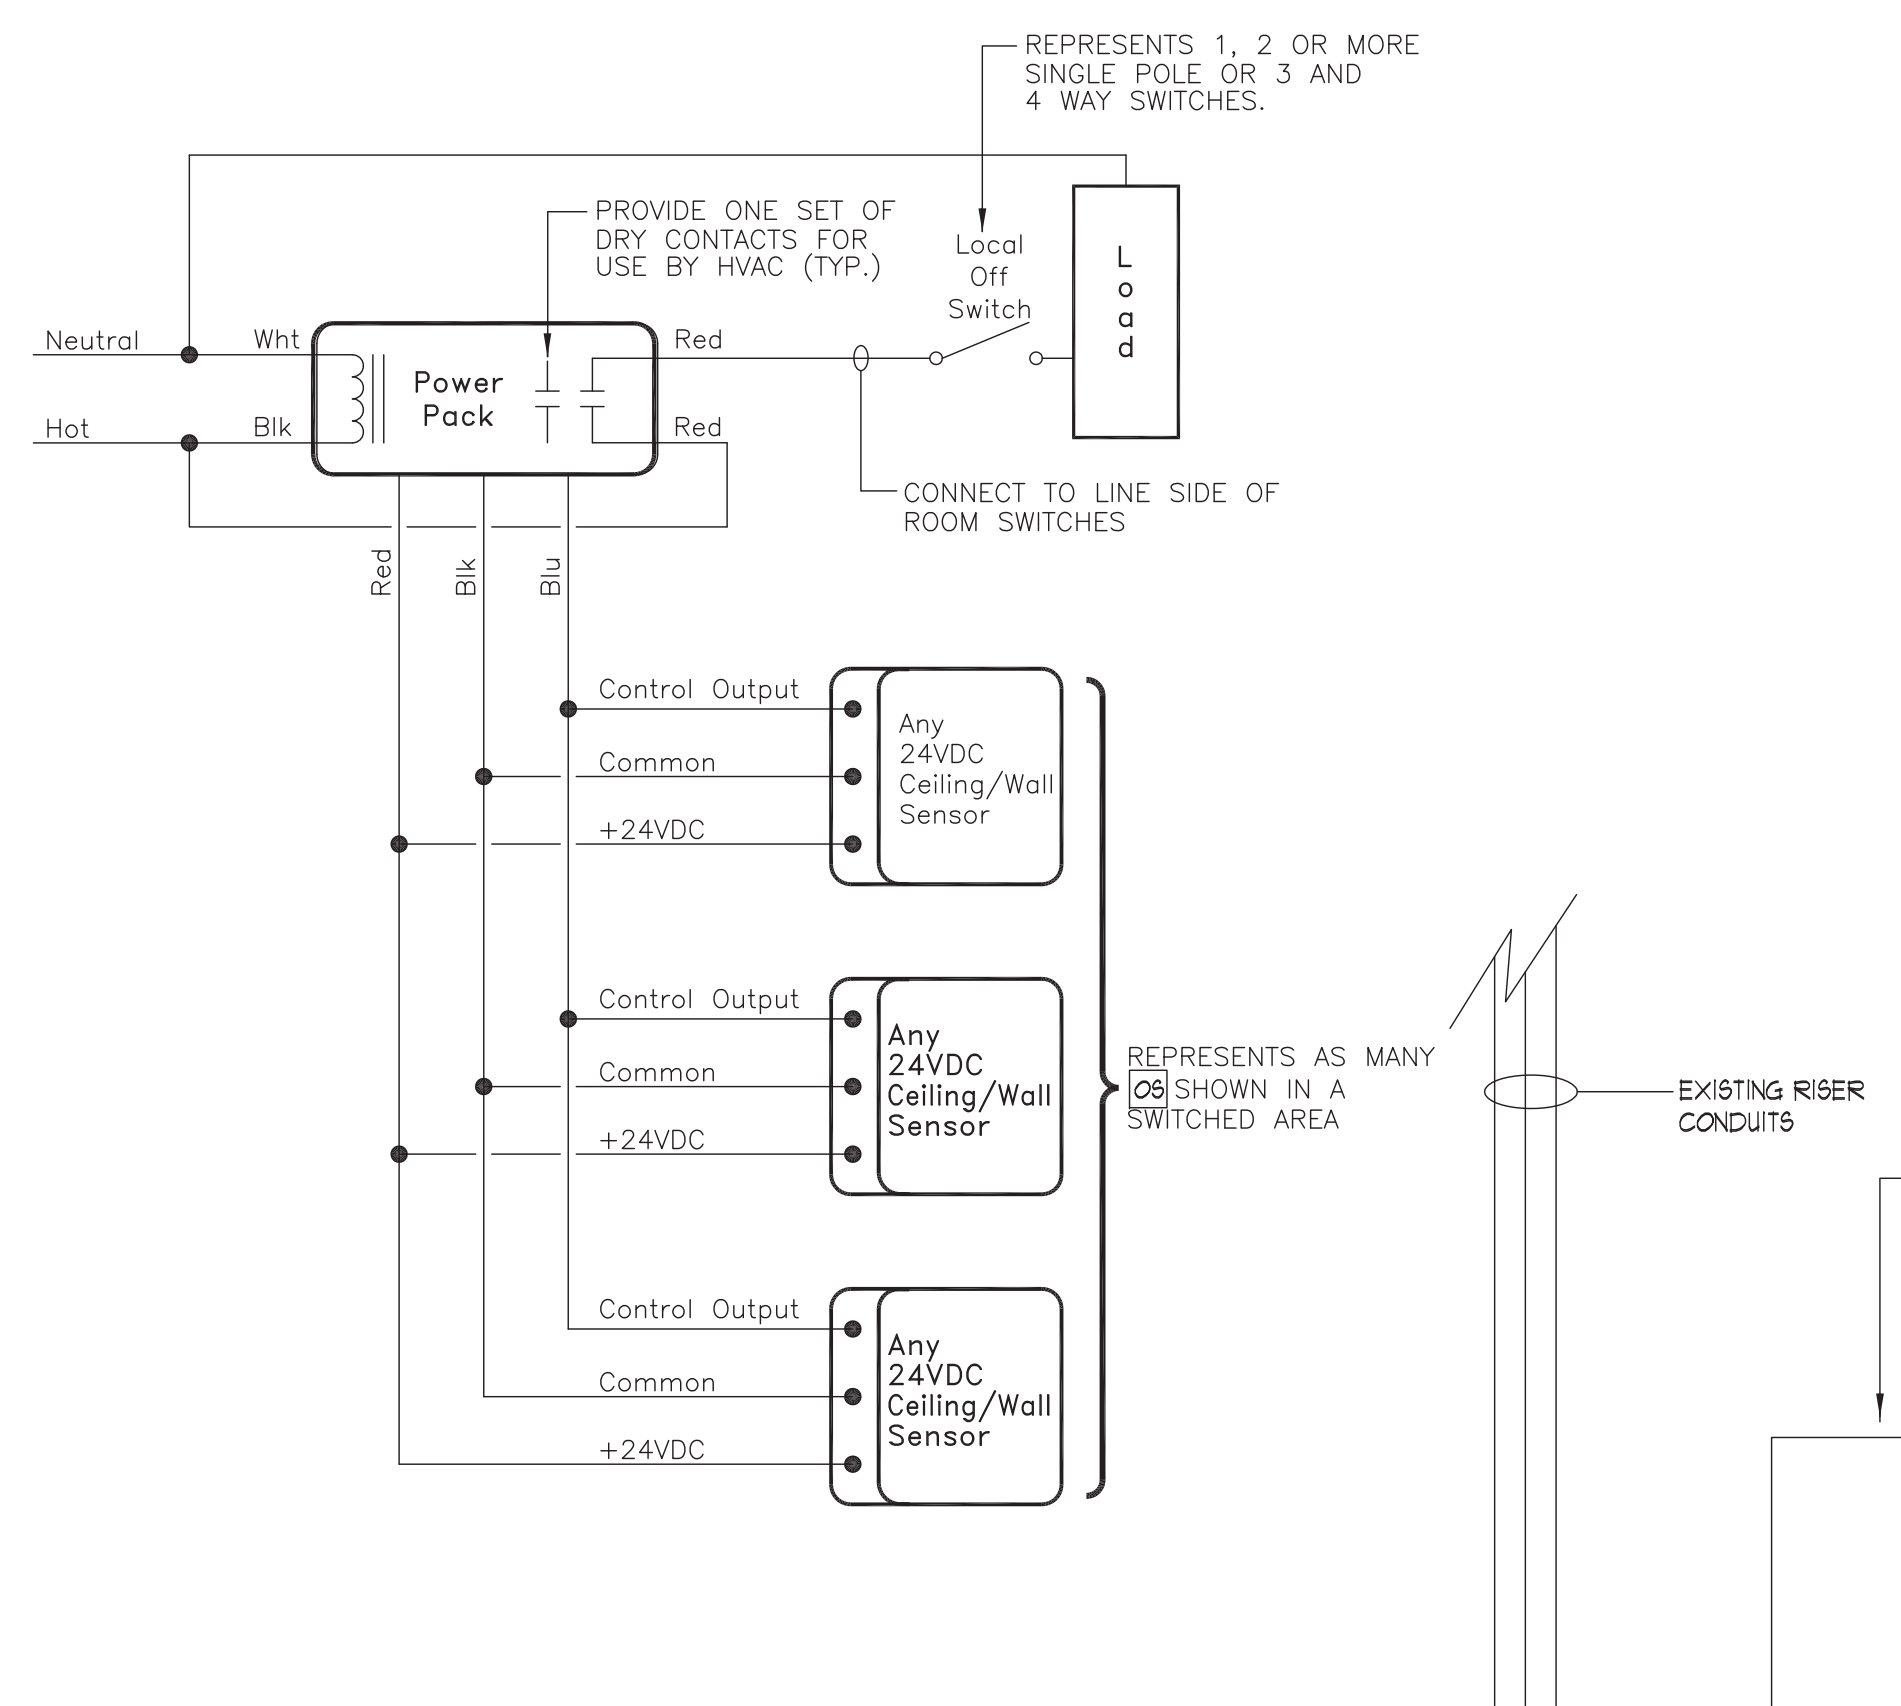 REPRESENTS 1, 2 OR MORE
SINGLE POLE OR 3 AND
4 WAY SWITCHES.
PROVIDE ONE SET OF
DRY CONTACTS FOR
USE BY HVAC (TYP.)
Local
Off
Switch
Load
Neutral
Wht
Hot
Blk
Power
Pack
Red
Red
CONNECT TO LINE SIDE OF
ROOM SWITCHES
Red
Blk
Blu
Control Output
Common
+24VDC
Any
24VDC
Ceiling/Wall
Sensor
Control Output
Common
+24VDC
Any
24VDC
Ceiling/Wall
Sensor
REPRESENTS AS MANY
OS SHOWN IN A
SWITCHED AREA
EXISTING RISER
CONDUITS
Control Output
Common
+24VDC
Any
24VDC
Ceiling/Wall
Sensor